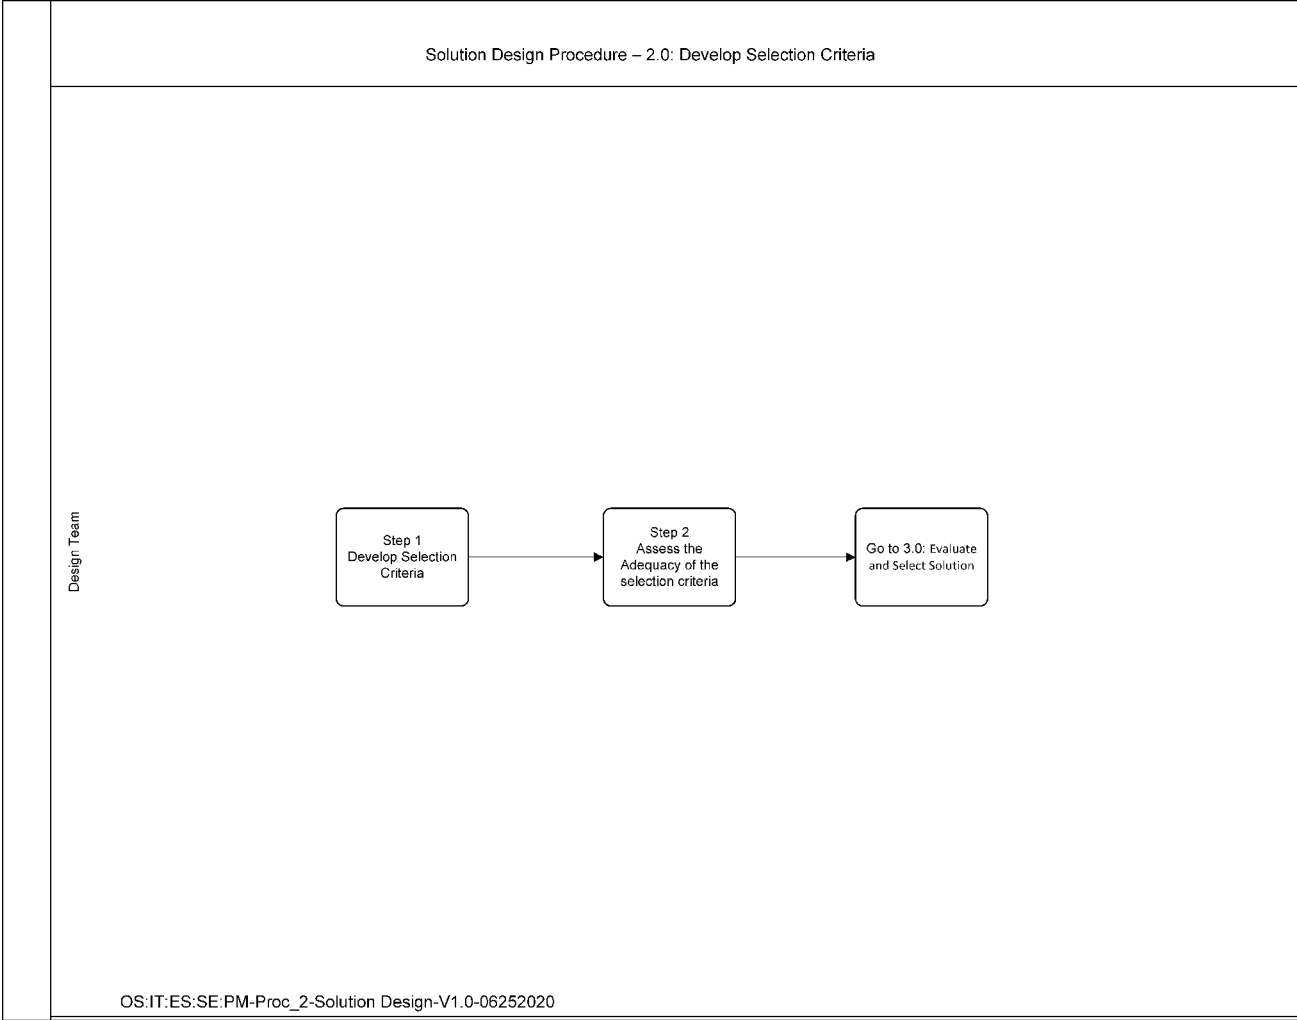 Solution Design Procedure – 2.0: Develop Selection Criteria
Design Team
Step 1
Develop Selection
Criteria
Step 2
Assess the
Adequacy of the
selection criteria
Go to 3.0: Evaluate
and Select Solution
OS:IT:ES:SE:PM-Proc_2-Solution Design-V1.0-06252020